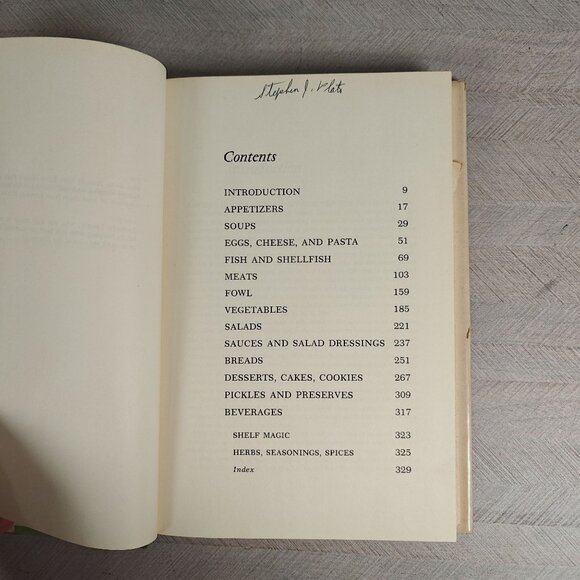 Stephen J.
Contents
INTRODUCTION 9
APPETIZERS 17
SOUPS 29
EGGS, CHEESE, AND PASTA 51
FISH AND SHELLFISH 69
MEATS 103
FOWL 159
VEGETABLES 185
SALADS 221
SAUCES AND SALAD DRESSINGS 237
BREADS 251
DESSERTS, CAKES, COOKIES 267
PICKLES AND PRESERVES 309
BEVERAGES 317
SHELF MAGIC 323
HERBS, SEASONINGS, SPICES 325
Index 329